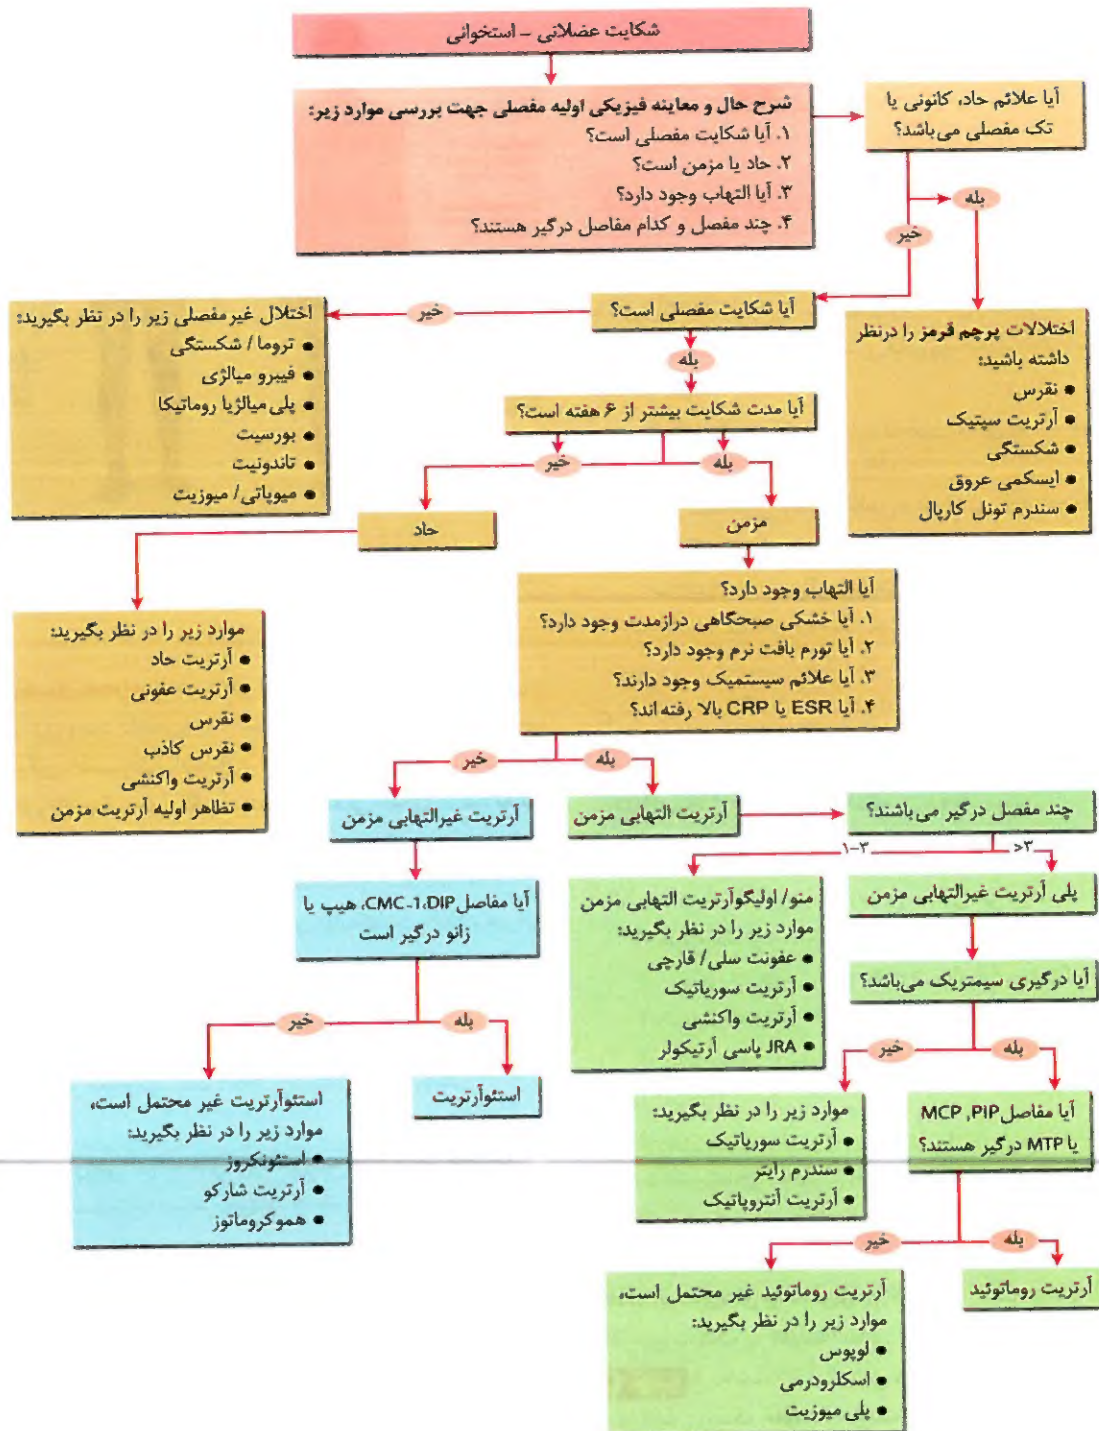 شکایت عضلانی - استخوانی
شرح حال و معاینه فیزیکی اولیه مفصلی جهت بررسی موارد زیر:
۱. آیا شکایت مفصلی است؟
۲. حاد یا مزمن است؟
۳. آیا التهاب وجود دارد؟
۴. چند مفصل و کدام مفاصل درگیر هستند؟
آیا علائم حاد، کانونی یا
تک مفصلی می‌باشد؟
بله
خیر
اختلالات پرچم قرمز را درنظر
داشته باشید:
● نقرس
● آرتریت سپتیک
● شکستگی
● ایسکمی عروق
● سندرم تونل کارپال
آیا شکایت مفصلی است؟
خیر
اختلال غیرمفصلی زیر را در نظر بگیرید:
● تروما / شکستگی
● فیبرو میالژی
● پلی میالژیا روماتیکا
● بورسیت
● تاندونیت
● میوپاتی/ میوزیت
بله
آیا مدت شکایت بیشتر از ۶ هفته است؟
بله
خیر
مزمن
حاد
موارد زیر را در نظر بگیرید:
● آرتریت حاد
● آرتریت عفونی
● نقرس
● نقرس کاذب
● آرتریت واکنشی
● تظاهر اولیه آرتریت مزمن
آیا التهاب وجود دارد؟
۱. آیا خشکی صبحگاهی درازمدت وجود دارد؟
۲. آیا تورم بافت نرم وجود دارد؟
۳. آیا علائم سیستمیک وجود دارند؟
۴. آیا ESR یا CRP بالا رفته اند؟
بله
خیر
آرتریت التهابی مزمن
آرتریت غیرالتهابی مزمن
چند مفصل درگیر می‌باشند؟
>۳
۱-۳
پلی آرتریت غیرالتهابی مزمن
منو/ اولیگوآرتریت التهابی مزمن
موارد زیر را در نظر بگیرید:
● عفونت سلی/ قارچی
● آرتریت سوریاتیک
● آرتریت واکنشی
● JRA پاسی آرتیکولر
آیا مفاصل CMC-1،DIP، هیپ یا
زانو درگیر است
بله
خیر
استئوآرتریت
استئوآرتریت غیر محتمل است،
موارد زیر را در نظر بگیرید:
● استئونکروز
● آرتریت شارکو
● هموکروماتوز
آیا درگیری سیمتریک می‌باشد؟
بله
خیر
آیا مفاصل MCP ,PIP
یا MTP درگیر هستند؟
موارد زیر را در نظر بگیرید:
● آرتریت سوریاتیک
● سندرم رایتر
● آرتریت آنتروپاتیک
بله
خیر
آرتریت روماتوئید
آرتریت روماتوئید غیر محتمل است،
موارد زیر را در نظر بگیرید:
● لوپوس
● اسکلرودرمی
● پلی میوزیت